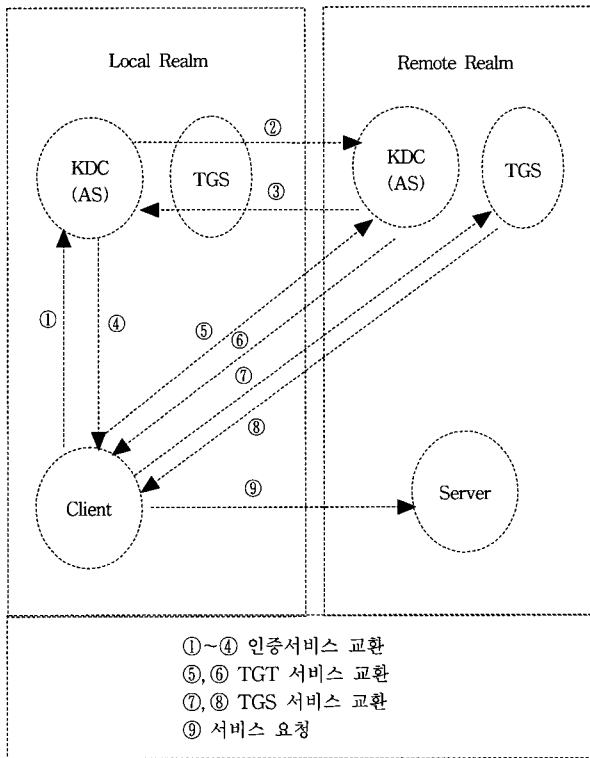 Local Realm
Remote Realm
②
KDC
(AS)
TGS
KDC
(AS)
TGS
③
①
④
⑤
⑥
⑦
⑧
Client
⑨
Server
①~④ 인증서비스 교환
⑤, ⑥ TGT 서비스 교환
⑦, ⑧ TGS 서비스 교환
⑨ 서비스 요청